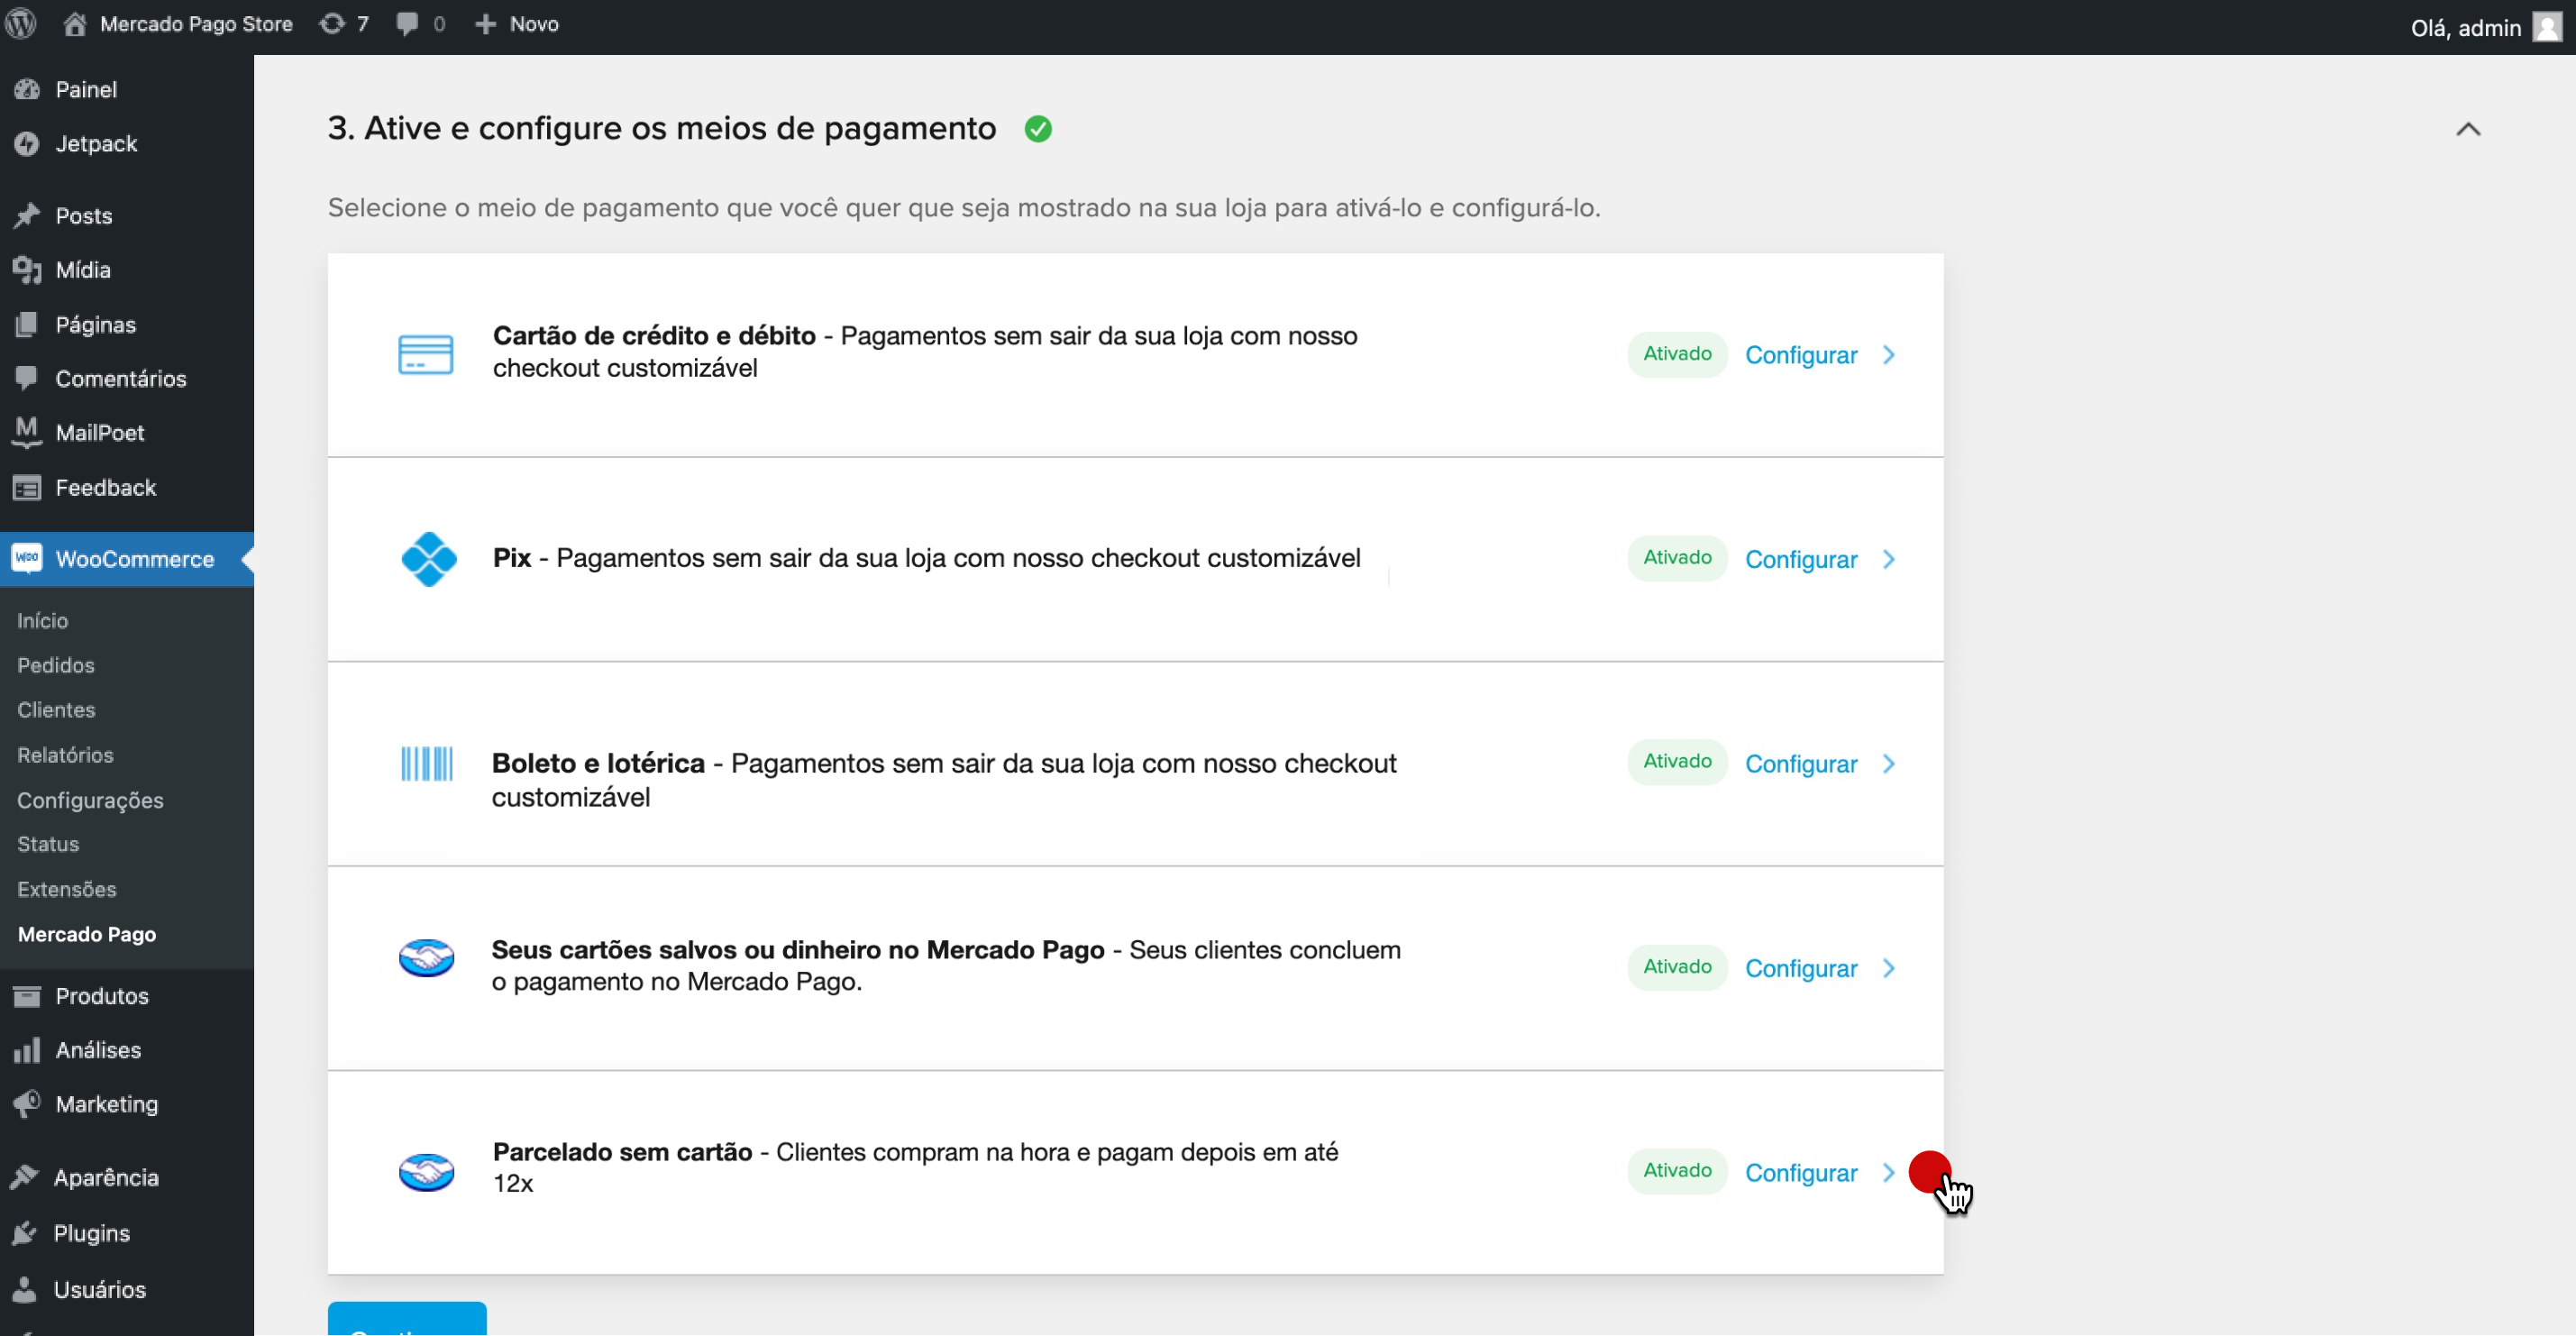 Mercado Pago Store 7 0 Novo
Olá, admin
Painel
Jetpack
Posts
Mídia
Páginas
Comentários
MailPoet
Feedback
WooCommerce
Início
Pedidos
Clientes
Relatórios
Configurações
Status
Extensões
Mercado Pago
Produtos
Análises
Marketing
Aparência
Plugins
Usuários
3. Ative e configure os meios de pagamento
Selecione o meio de pagamento que você quer que seja mostrado na sua loja para ativá-lo e configurá-lo.
Cartão de crédito e débito - Pagamentos sem sair da sua loja com nosso
checkout customizável
Ativado Configurar
Pix - Pagamentos sem sair da sua loja com nosso checkout customizável
Ativado Configurar
Boleto e lotérica - Pagamentos sem sair da sua loja com nosso checkout
customizável
Ativado Configurar
Seus cartões salvos ou dinheiro no Mercado Pago - Seus clientes concluem
o pagamento no Mercado Pago.
Ativado Configurar
Parcelado sem cartão - Clientes compram na hora e pagam depois em até
12x
Ativado Configurar